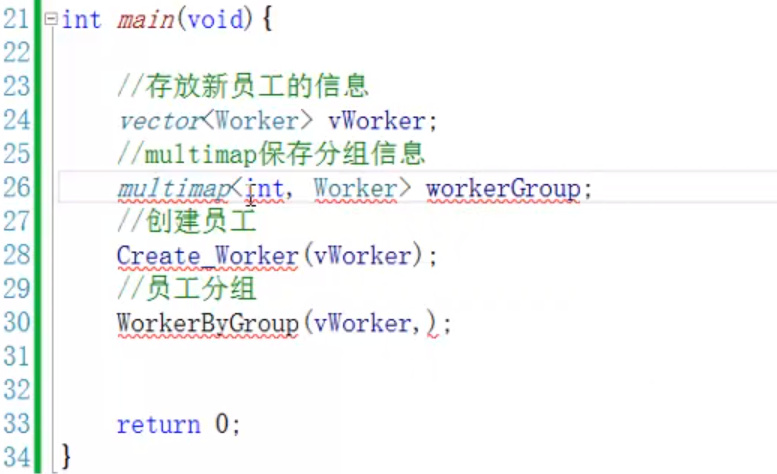 21 int main(void){
22
23 //存放新员工的信息
24 vector<Worker> vWorker;
25 //multimap保存分组信息
26 multimap<int, Worker> workerGroup;
27 //创建员工
28 Create_Worker(vWorker);
29 //员工分组
30 WorkerByGroup(vWorker,);
31
32
33 return 0;
34 }